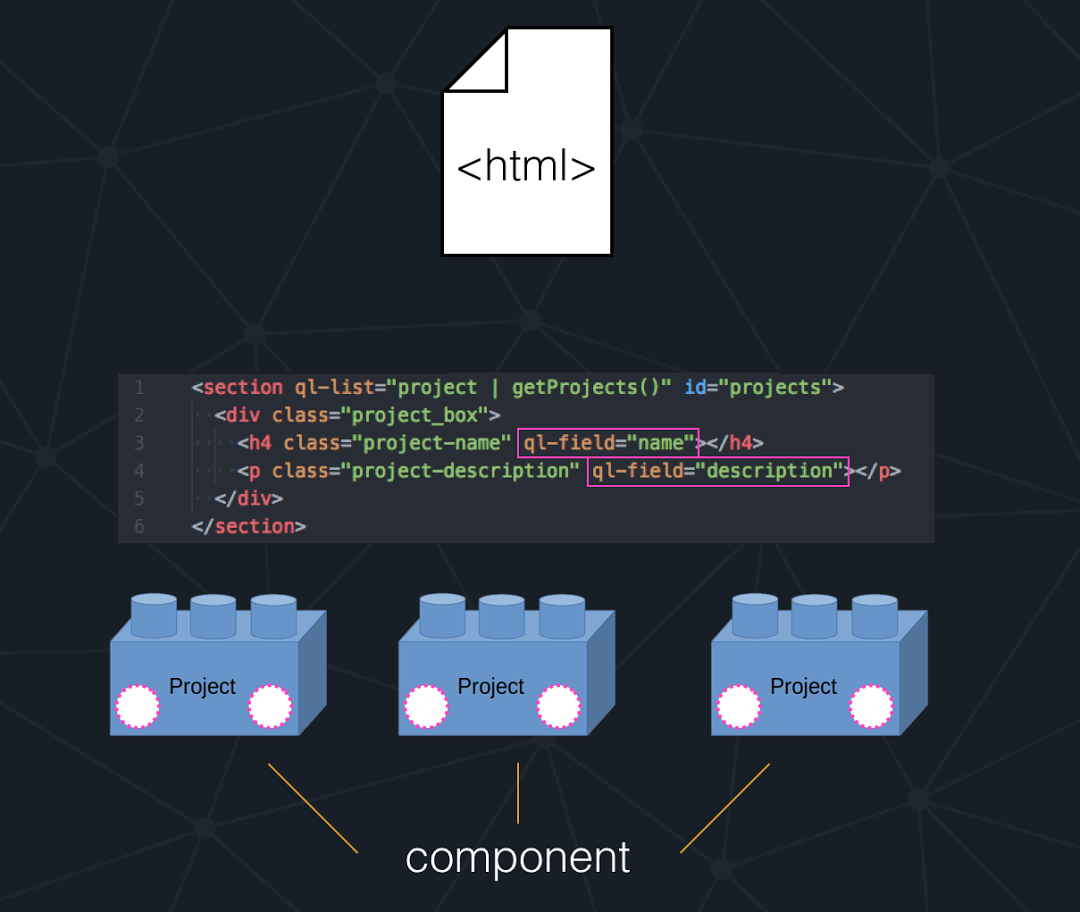 <html>
1 <section ql-list="project | getProjects()" id="projects">
2 <div class="project_box">
3 <h4 class="project-name" ql-field="name"></h4>
4 <p class="project-description" ql-field="description"></p>
5 </div>
6 </section>
Project
Project
Project
component